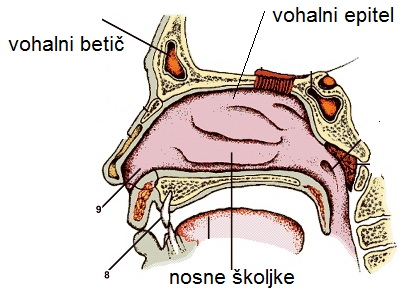 vohalni epitel
vohalni betič
9
8
nosne školjke